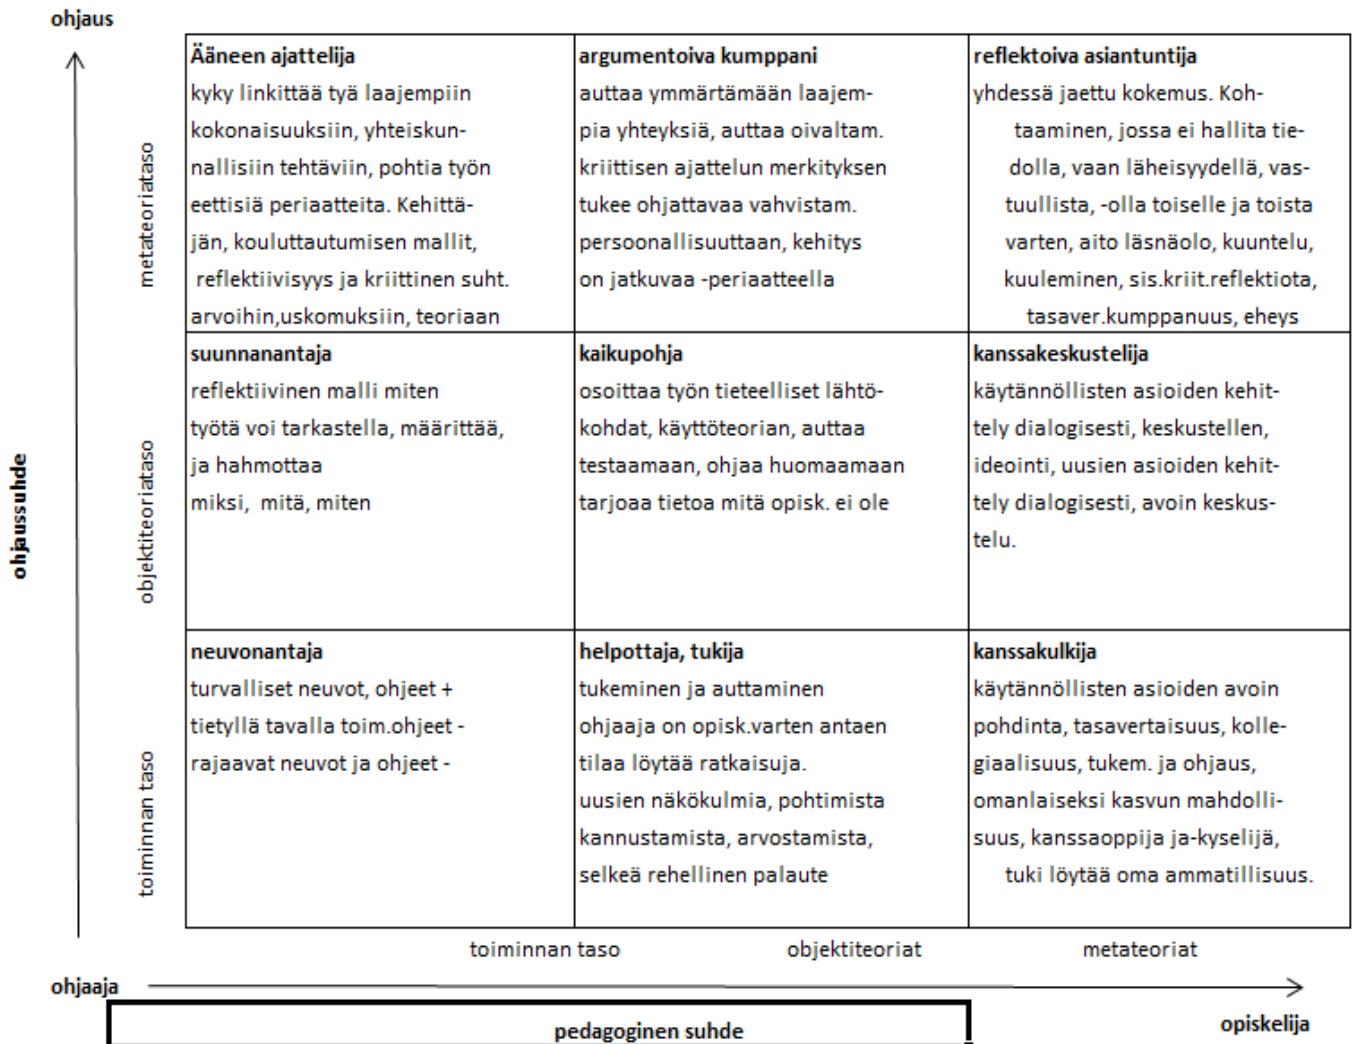 ohjaus
Ääneen ajattelija
kyky linkittää työ laajempiin
kokonaisuuksiin, yhteiskun-
nallisiin tehtäviin, pohtia työn
eettisiä periaatteita. Kehittä-
jän, kouluttautumisen mallit,
reflektiivisyys ja kriittinen suht.
arvoihin,uskomuksiin, teoriaan
argumentoiva kumppani
auttaa ymmärtämään laajem-
pia yhteyksiä, auttaa oivaltam.
kriittisen ajattelun merkityksen
tukee ohjattavaa vahvistam.
persoonallisuuttaan, kehitys
on jatkuvaa -periaatteella
reflektoiva asiantuntija
yhdessä jaettu kokemus. Koh-
taaminen, jossa ei hallita tie-
dolla, vaan läheisyydellä, vas-
tuullista, -olla toiselle ja toista
varten, aito läsnäolo, kuuntelu,
kuuleminen, sis.kriit.reflektiota,
tasaver.kumppanuus, eheys
metateoriataso
suunnanantaja
reflektiivinen malli miten
työtä voi tarkastella, määrittää,
ja hahmottaa
miksi, mitä, miten
kaikupohja
osoittaa työn tieteelliset lähtö-
kohdat, käyttöteorian, auttaa
testaamaan, ohjaa huomaamaan
tarjoaa tietoa mitä opisk. ei ole
kanssakeskustelija
käytännöllisten asioiden kehit-
tely dialogisesti, keskustellen,
ideointi, uusien asioiden kehit-
tely dialogisesti, avoin keskus-
telu.
objektiteoriataso
ohjaussuhde
neuvonantaja
turvalliset neuvot, ohjeet +
tietyllä tavalla toim.ohjeet -
rajaavat neuvot ja ohjeet -
helpottaja, tukija
tukeminen ja auttaminen
ohjaaja on opisk.varten antaen
tilaa löytää ratkaisuja.
uusien näkökulmia, pohtimista
kannustamista, arvostamista,
selkeä rehellinen palaute
kanssakulkija
käytännöllisten asioiden avoin
pohdinta, tasavertaisuus, kolle-
giaalisuus, tukem. ja ohjaus,
omanlaiseksi kasvun mahdolli-
suus, kanssaoppija ja-kyselijä,
tuki löytää oma ammatillisuus.
toiminnan taso
toiminnan taso
objektiteoriat
metateoriat
ohjaaja
opiskelija
pedagoginen suhde